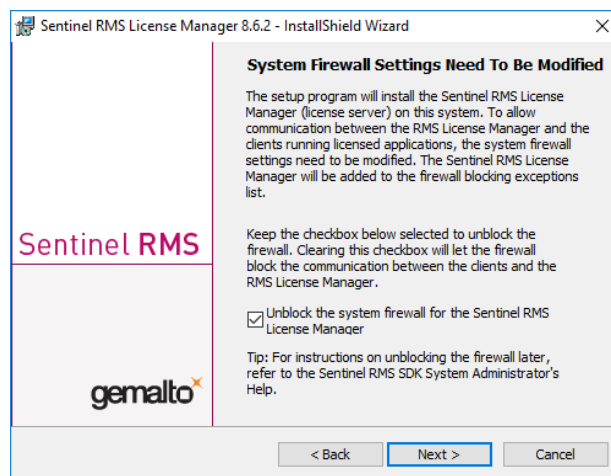 Sentinel RMS License Manager 8.6.2 - InstallShield Wizard
System Firewall Settings Need To Be Modified
The setup program will install the Sentinel RMS License
Manager (license server) on this system. To allow
communication between the RMS License Manager and the
clients running licensed applications, the system firewall
settings need to be modified. The Sentinel RMS License
Manager will be added to the firewall blocking exceptions
list.
Sentinel RMS
Keep the checkbox below selected to unblock the
firewall. Clearing this checkbox will let the firewall
block the communication between the clients and the
RMS License Manager.
Unblock the system firewall for the Sentinel RMS
License Manager
Tip: For instructions on unblocking the firewall later,
refer to the Sentinel RMS SDK System Administrator's
Help.
gemalto
< Back
Next >
Cancel